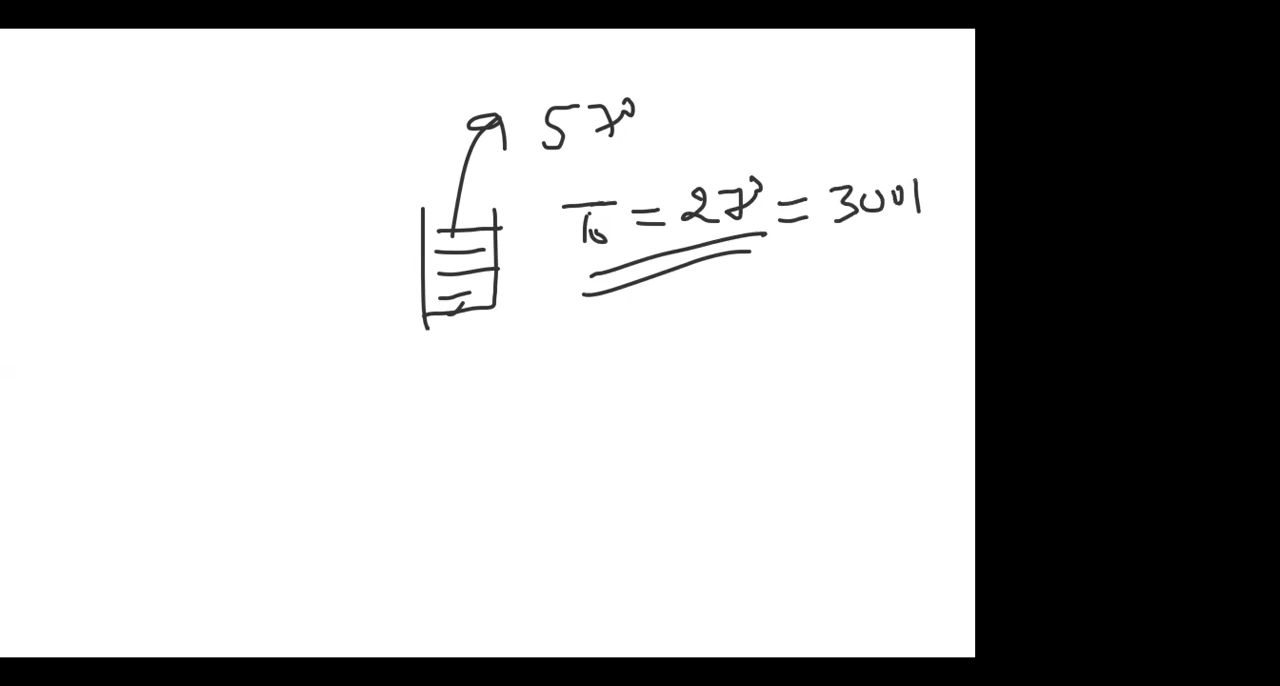 57°
T₀ = 27° = 300